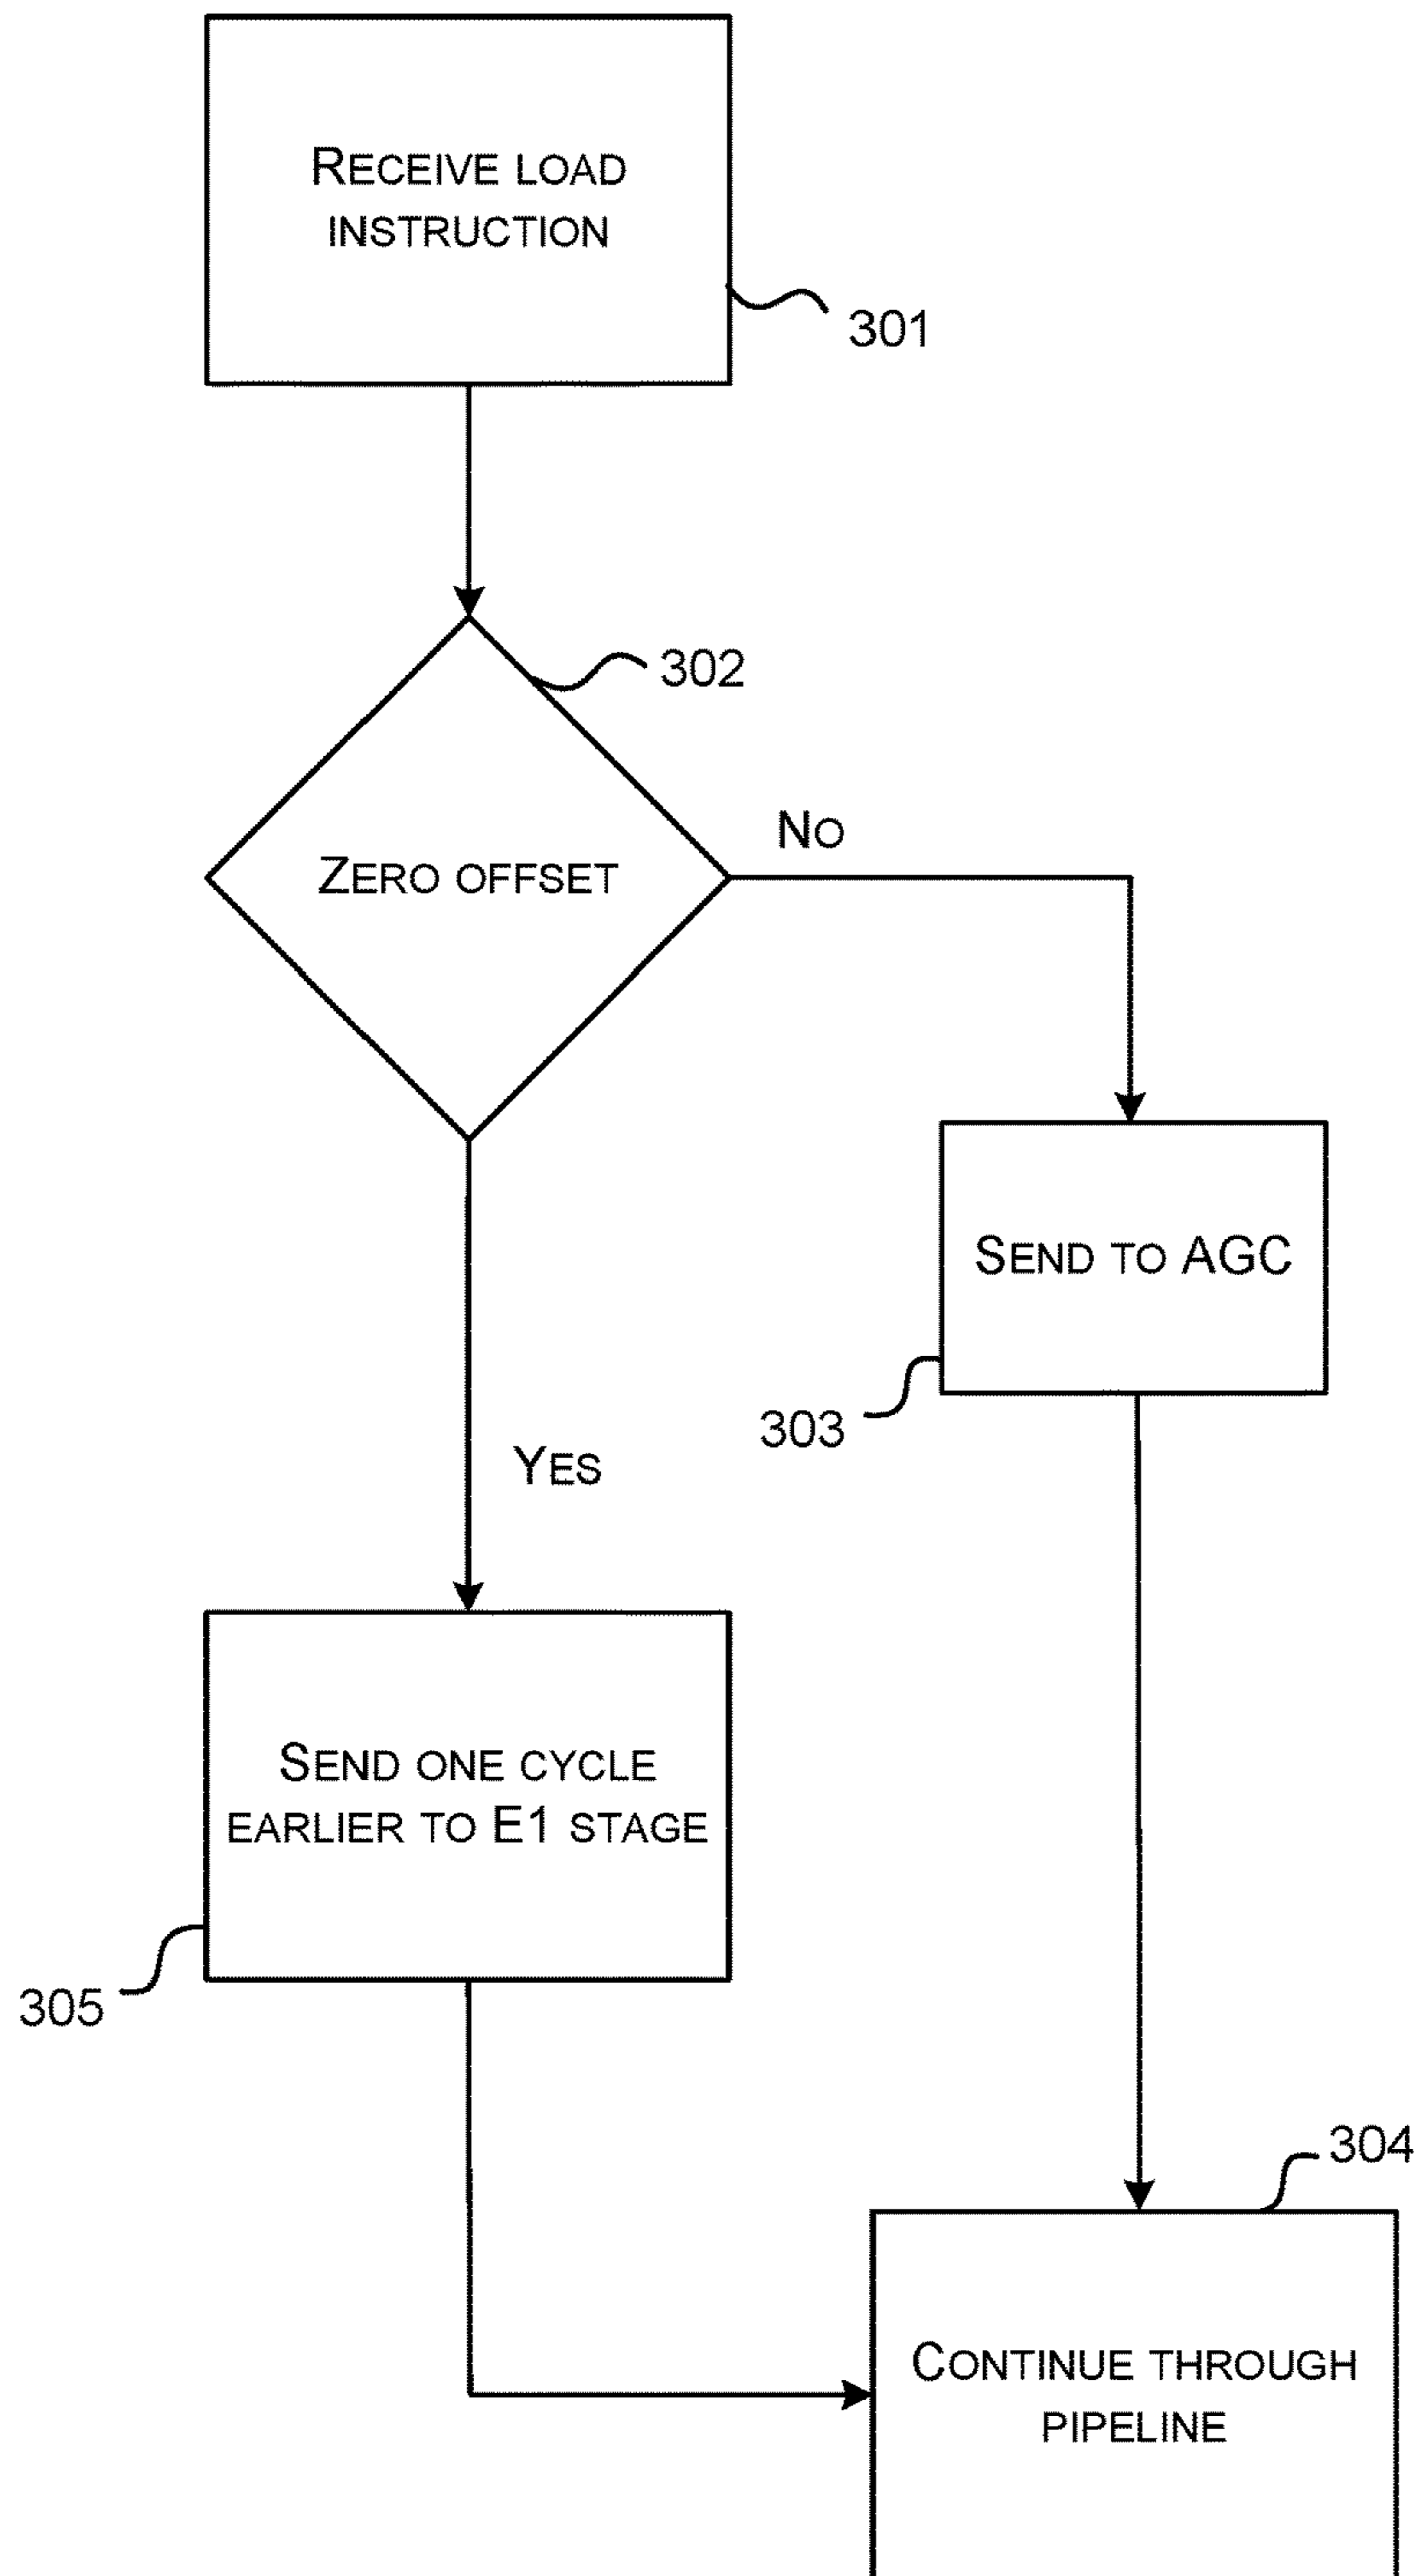 RECEIVE LOAD
INSTRUCTION
301
302
ZERO OFFSET
NO
SEND TO AGC
303
YES
SEND ONE CYCLE
EARLIER TO E1 STAGE
305
304
CONTINUE THROUGH
PIPELINE